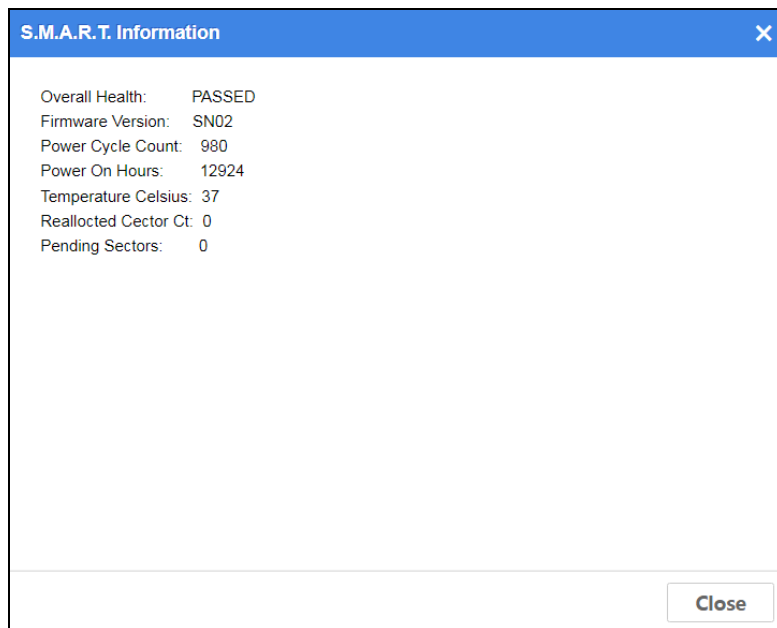 S.M.A.R.T. Information
Overall Health: PASSED
Firmware Version: SN02
Power Cycle Count: 980
Power On Hours: 12924
Temperature Celsius: 37
Reallocted Cector Ct: 0
Pending Sectors: 0
Close